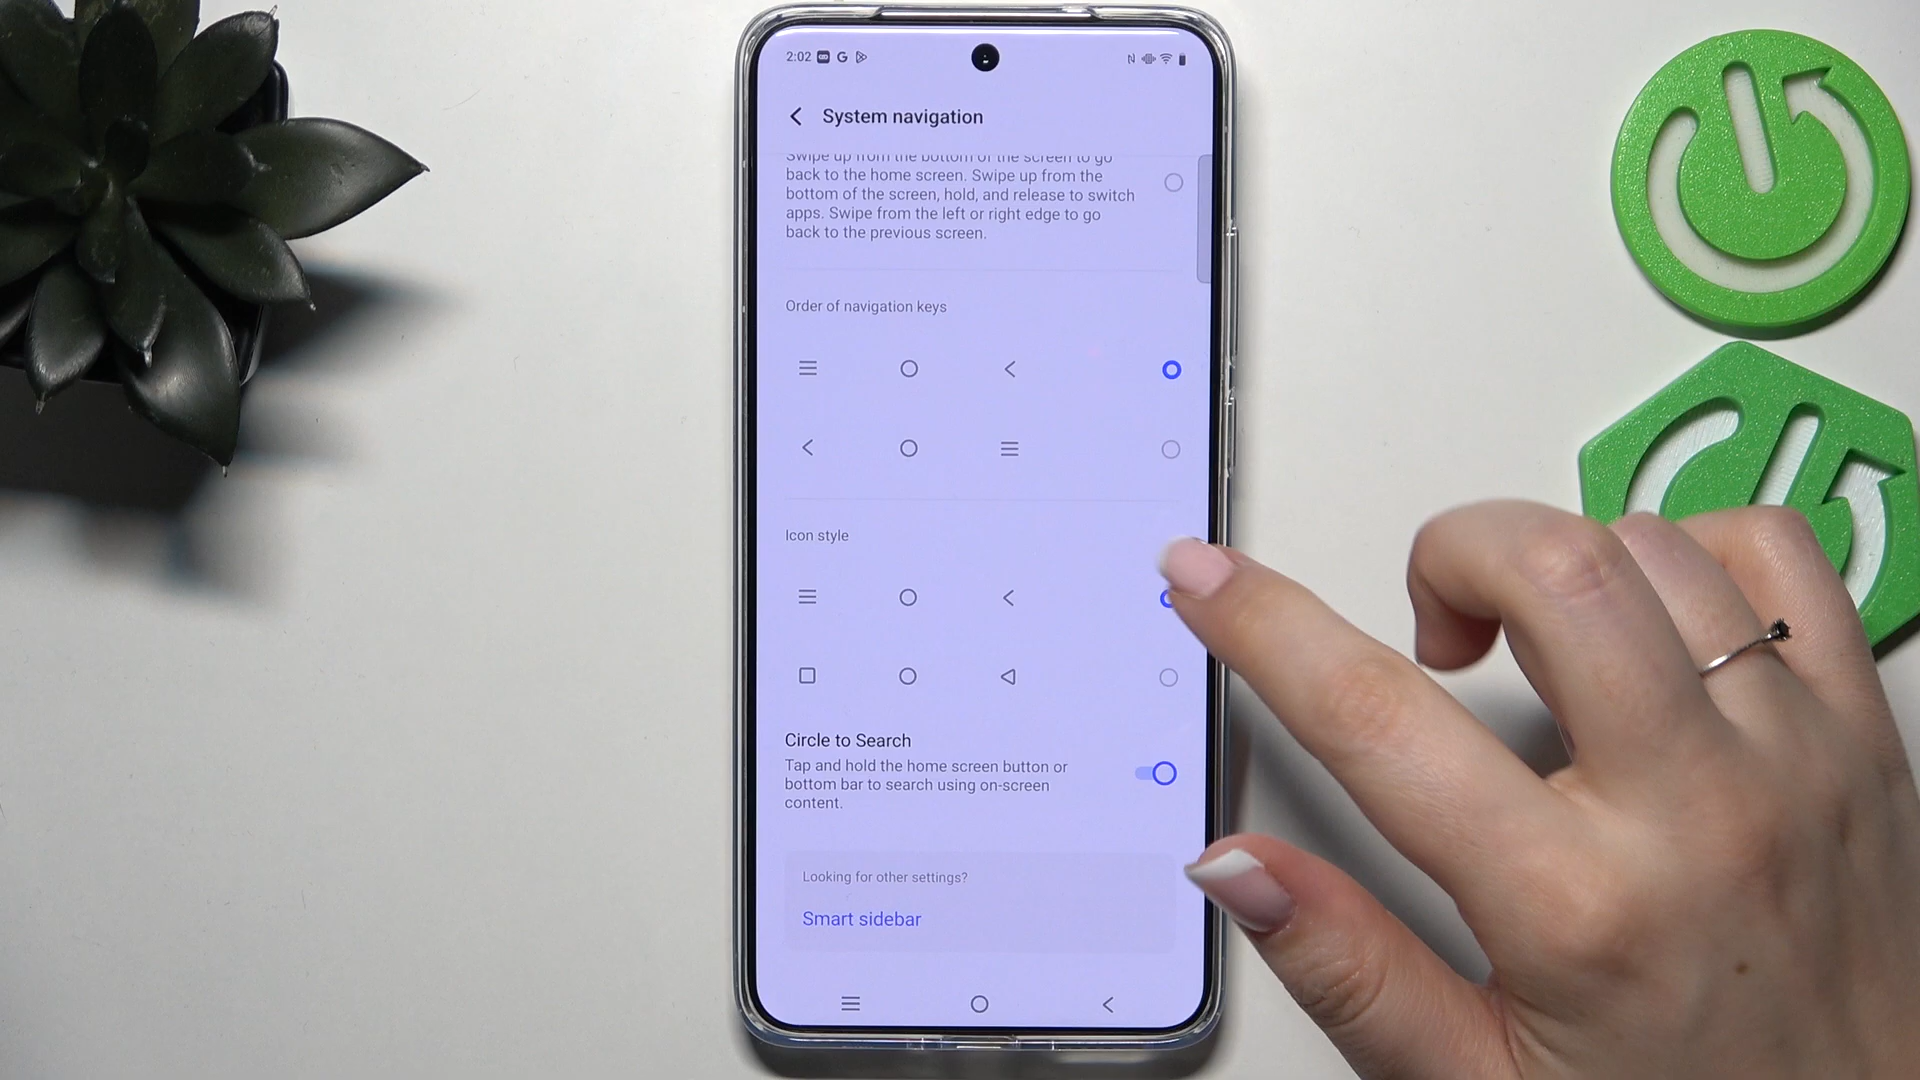 2:02
System navigation
Swipe up from the bottom of the screen to go
back to the home screen. Swipe up from the
bottom of the screen, hold, and release to switch
apps. Swipe from the left or right edge to go
back to the previous screen.
Order of navigation keys
Icon style
Circle to Search
Tap and hold the home screen button or
bottom bar to search using on-screen
content.
Looking for other settings?
Smart sidebar